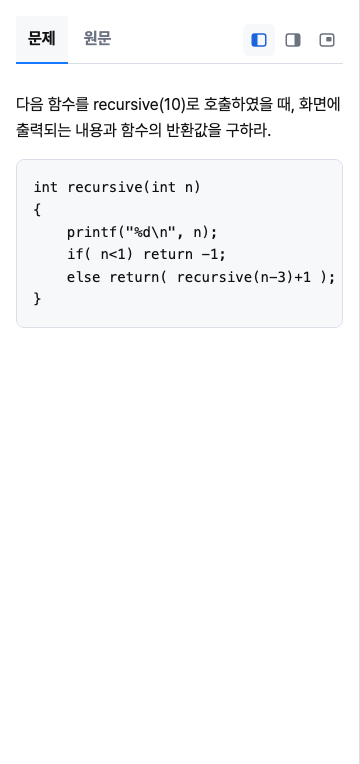 문제 원문
다음 함수를 recursive(10)로 호출하였을 때, 화면에
출력되는 내용과 함수의 반환값을 구하라.
int recursive(int n)
{
    printf("%d\n", n);
    if( n<1) return -1;
    else return( recursive(n-3)+1 );
}